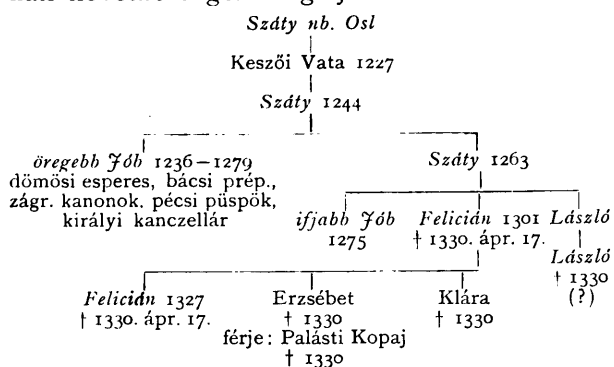 Száty nb. Osl
Keszői Vata 1227
Száty 1244
öregebb Jób 1236—1279
dömösi esperes, bácsi prép.,
zágr. kanonok. pécsi püspök,
királyi kanczellár
Száty 1263
ifjabb Jób
1275
Felicián 1301
† 1330. ápr. 17.
László
László
† 1330
(?)
Felicián 1327
† 1330. ápr. 17.
Erzsébet
† 1330
férje: Palásti Kopaj
† 1330
Klára
† 1330